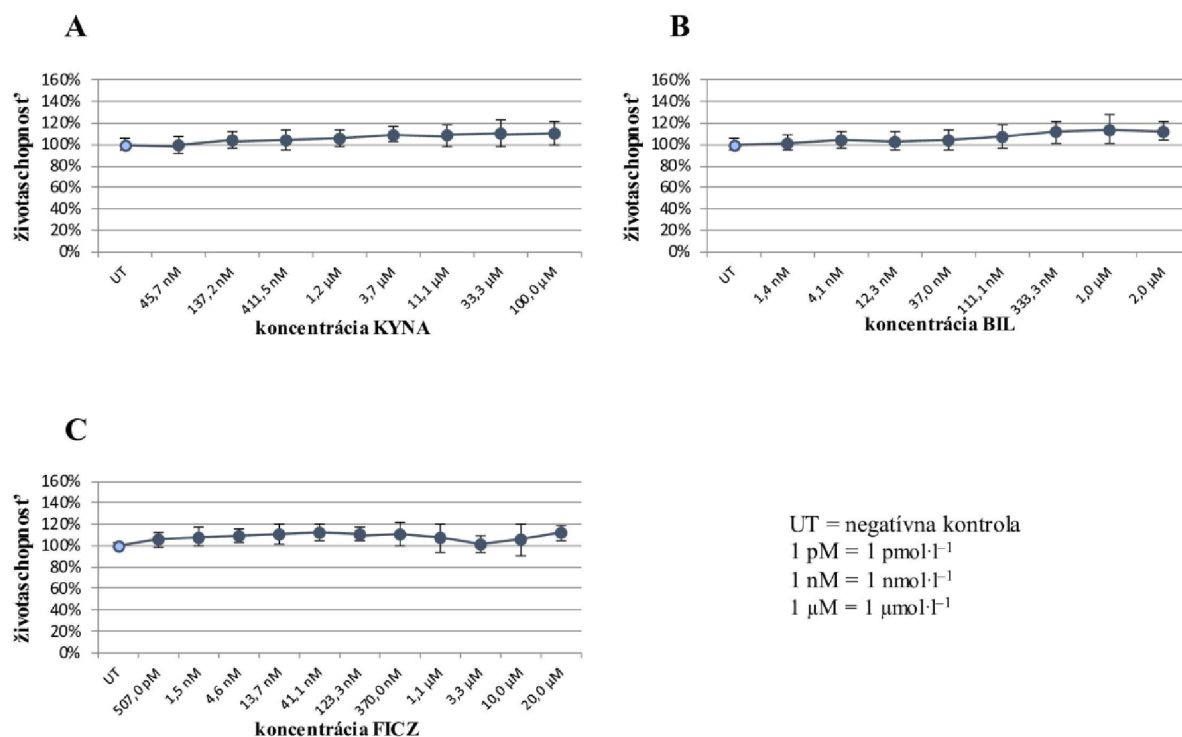 A
životaschopnosť
160%
140%
120%
100%
80%
60%
40%
20%
0%
UT
45,7 nM
137,2 nM
411,5 nM
1,2 µM
3,7 µM
11,1 µM
33,3 µM
100,0 µM
koncentrácia KYNA
B
životaschopnosť
160%
140%
120%
100%
80%
60%
40%
20%
0%
UT
1,4 nM
4,1 nM
12,3 nM
37,0 nM
111,1 nM
333,3 nM
1,0 µM
2,0 µM
koncentrácia BIL
C
životaschopnosť
160%
140%
120%
100%
80%
60%
40%
20%
0%
UT
507,0 pM
1,5 nM
4,6 nM
13,7 nM
41,1 nM
123,3 nM
370,0 nM
1,1 µM
3,3 µM
10,0 µM
20,0 µM
koncentrácia FICZ
UT = negatívna kontrola
1 pM = 1 pmol·l⁻¹
1 nM = 1 nmol·l⁻¹
1 µM = 1 µmol·l⁻¹